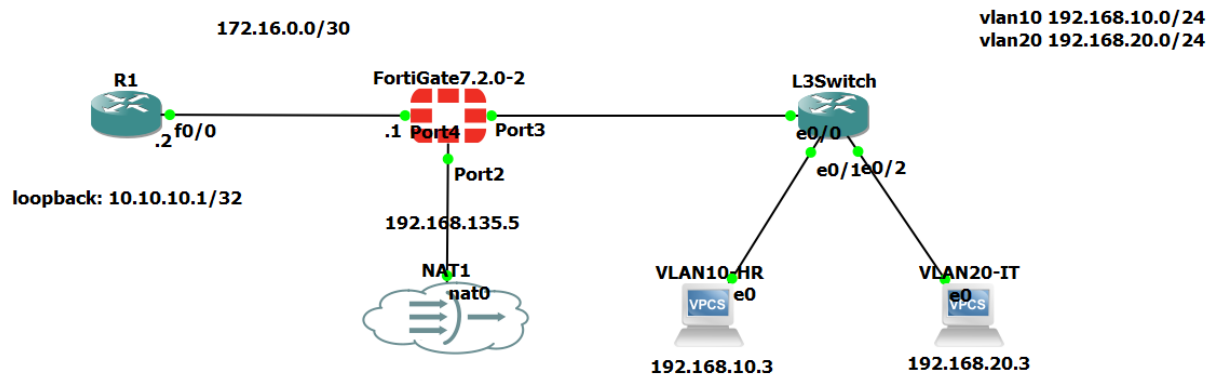 172.16.0.0/30
vlan10 192.168.10.0/24
vlan20 192.168.20.0/24
R1
FortiGate7.2.0-2
L3Switch
f0/0
.2
.1
Port4
Port3
e0/0
e0/1
e0/2
Port2
loopback: 10.10.10.1/32
192.168.135.5
NAT1
nat0
VLAN10-HR
e0
VPCS
VLAN20-IT
e0
VPCS
192.168.10.3
192.168.20.3